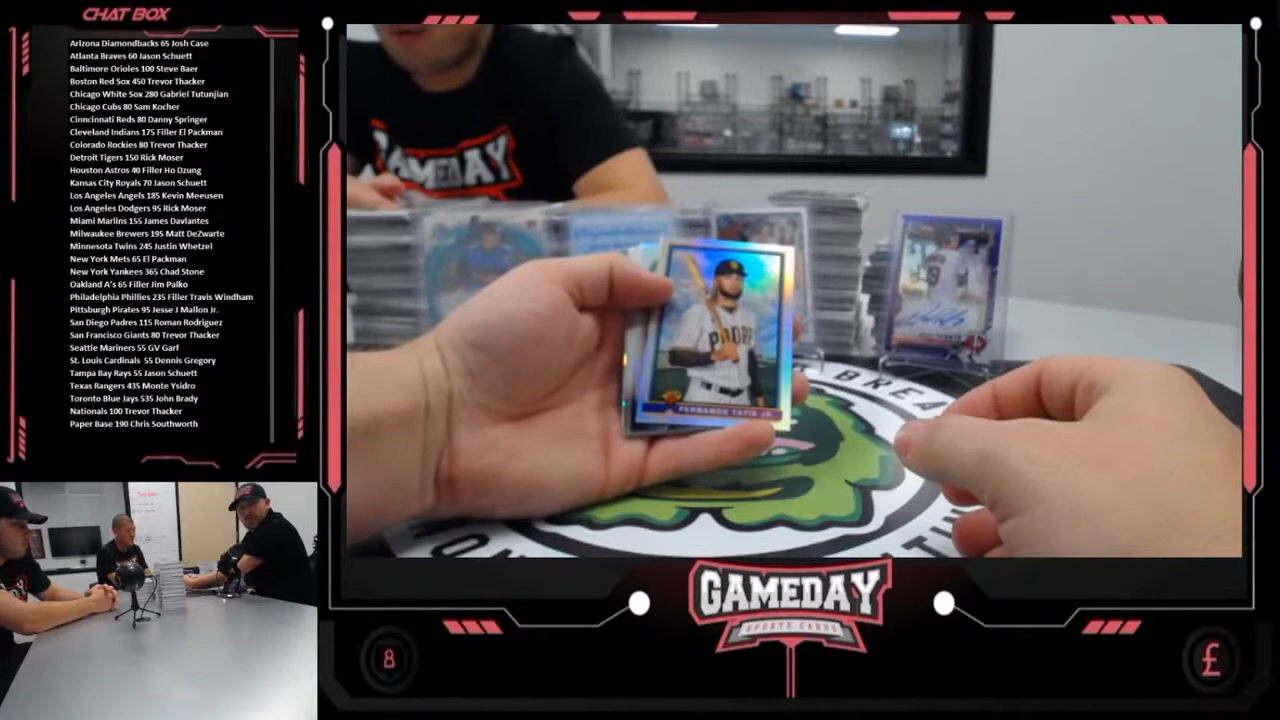 CHAT BOX
Arizona Diamondbacks 65 Josh Case
Atlanta Braves 60 Jason Schuett
Baltimore Orioles 100 Steve Baer
Boston Red Sox 450 Trevor Thacker
Chicago White Sox 280 Gabriel Tutunjian
Chicago Cubs 80 Sam Kocher
Cinncinnati Reds 80 Danny Springer
Cleveland Indians 175 Filler El Packman
Colorado Rockies 80 Trevor Thacker
Detroit Tigers 150 Rick Moser
Houston Astros 40 Filler Ho Dzung
Kansas City Royals 70 Jason Schuett
Los Angeles Angels 185 Kevin Meeusen
Los Angeles Dodgers 95 Rick Moser
Miami Marlins 155 James Davlantes
Milwaukee Brewers 195 Matt DeZwarte
Minnesota Twins 245 Justin Whetzel
New York Mets 65 El Packman
New York Yankees 365 Chad Stone
Oakland A's 65 Filler Jim Palko
Philadelphia Phillies 235 Filler Travis Windham
Pittsburgh Pirates 95 Jesse J Mallon Jr.
San Diego Padres 115 Roman Rodriguez
San Francisco Giants 80 Trevor Thacker
Seattle Mariners 55 GV Garf
St. Louis Cardinals 55 Dennis Gregory
Tampa Bay Rays 55 Jason Schuett
Texas Rangers 435 Monte Ysidro
Toronto Blue Jays 535 John Brady
Nationals 100 Trevor Thacker
Paper Base 190 Chris Southworth
GAMEDAY
PADRES
FERNANDO TATIS JR.
BREA
GAMEDAY
SPORTS CARDS
8
£